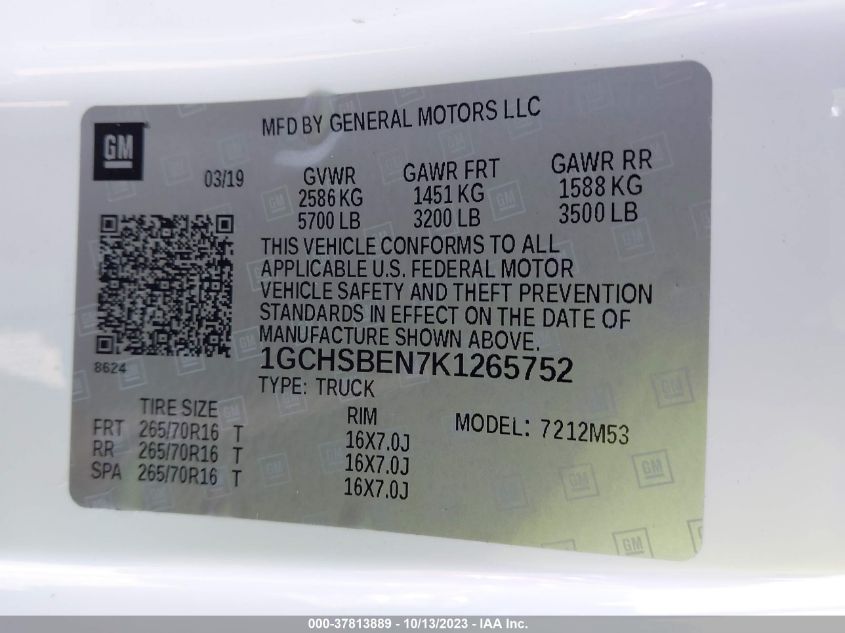 MFD BY GENERAL MOTORS LLC
GM
03/19
GVWR GAWR FRT GAWR RR
2586 KG 1451 KG 1588 KG
5700 LB 3200 LB 3500 LB
THIS VEHICLE CONFORMS TO ALL
APPLICABLE U.S. FEDERAL MOTOR
VEHICLE SAFETY AND THEFT PREVENTION
STANDARDS IN EFFECT ON THE DATE OF
MANUFACTURE SHOWN ABOVE.
8624
1GCHSBEN7K1265752
TYPE: TRUCK
TIRE SIZE RIM MODEL: 7212M53
FRT 265/70R16 T 16X7.0J
RR 265/70R16 T 16X7.0J
SPA 265/70R16 T 16X7.0J
000-37813889 - 10/13/2023 - iaai.com